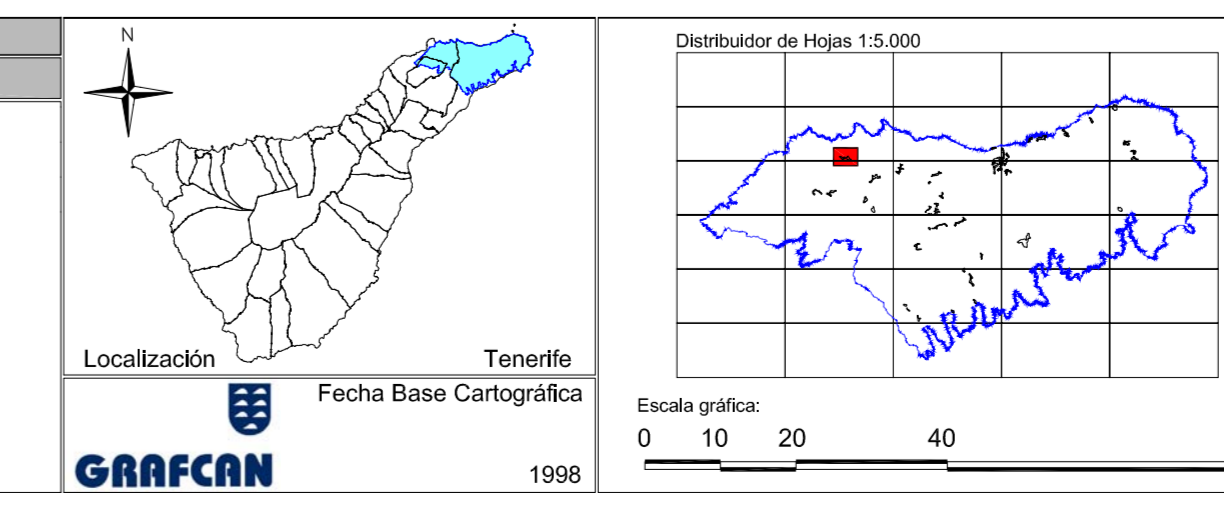 N
Localización
Tenerife
Fecha Base Cartográfica
GRAFCAN
1998
Distribuidor de Hojas 1:5.000
Escala gráfica:
0 10 20 40